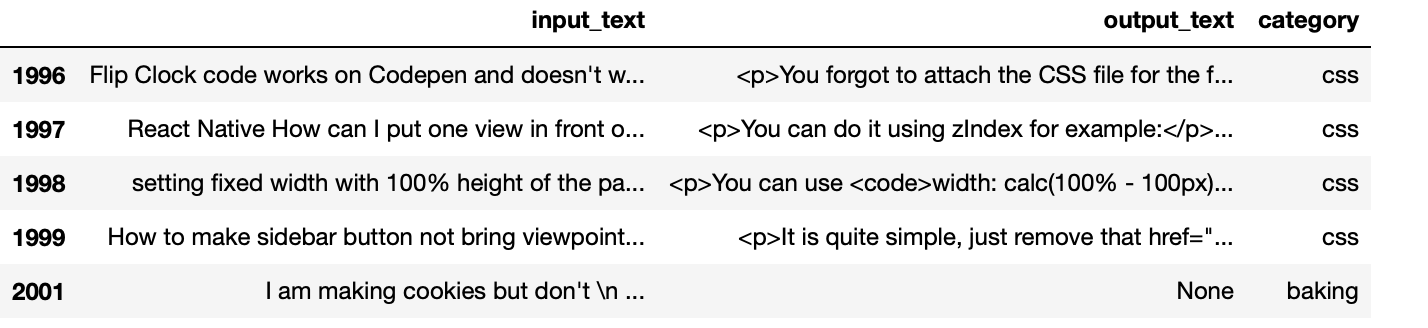 input_text output_text category
1996 Flip Clock code works on Codepen and doesn't w... <p>You forgot to attach the CSS file for the f... css
1997 React Native How can I put one view in front o... <p>You can do it using zIndex for example:</p>... css
1998 setting fixed width with 100% height of the pa... <p>You can use <code>width: calc(100% - 100px)... css
1999 How to make sidebar button not bring viewpoint... <p>It is quite simple, just remove that href="... css
2001 I am making cookies but don't \n ... None baking